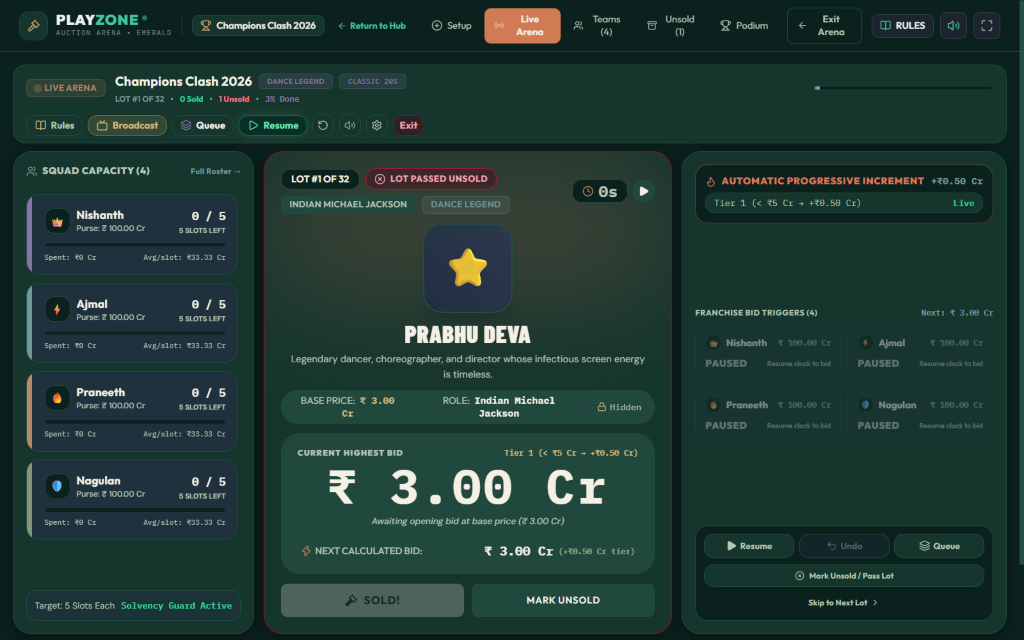 PLAYZONE
AUCTION ARENA • EMERALD
Champions Clash 2026
← Return to Hub
Setup
Live Arena
Teams (4)
Unsold (1)
Podium
← Exit Arena
RULES
LIVE ARENA
Champions Clash 2026
DANCE LEGEND
CLASSIC 205
LOT #1 OF 32 • 0 Sold • 1 Unsold • 3% Done
Rules
Broadcast
Queue
Resume
Exit
SQUAD CAPACITY (4)
Full Roster →
Nishanth
0 / 5
Purse: ₹ 100.00 Cr
5 SLOTS LEFT
Spent: ₹0 Cr
Avg/slot: ₹33.33 Cr
Ajmal
0 / 5
Purse: ₹ 100.00 Cr
5 SLOTS LEFT
Spent: ₹0 Cr
Avg/slot: ₹33.33 Cr
Praneeth
0 / 5
Purse: ₹ 100.00 Cr
5 SLOTS LEFT
Spent: ₹0 Cr
Avg/slot: ₹33.33 Cr
Nagulan
0 / 5
Purse: ₹ 100.00 Cr
5 SLOTS LEFT
Spent: ₹0 Cr
Avg/slot: ₹33.33 Cr
Target: 5 Slots Each
Solvency Guard Active
LOT #1 OF 32
LOT PASSED UNSOLD
0s
INDIAN MICHAEL JACKSON
DANCE LEGEND
PRABHU DEVA
Legendary dancer, choreographer, and director whose infectious screen energy
is timeless.
BASE PRICE: ₹ 3.00 Cr
ROLE: Indian Michael Jackson
Hidden
CURRENT HIGHEST BID
Tier 1 (< ₹5 Cr → +₹0.50 Cr)
₹ 3.00 Cr
Awaiting opening bid at base price (₹ 3.00 Cr)
NEXT CALCULATED BID:
₹ 3.00 Cr (+₹0.50 Cr tier)
SOLD!
MARK UNSOLD
AUTOMATIC PROGRESSIVE INCREMENT
+₹0.50 Cr
Tier 1 (< ₹5 Cr → +₹0.50 Cr)
Live
FRANCHISE BID TRIGGERS (4)
Next: ₹ 3.00 Cr
Nishanth
₹ 100.00 Cr
PAUSED
Resume clock to bid
Ajmal
₹ 100.00 Cr
PAUSED
Resume clock to bid
Praneeth
₹ 100.00 Cr
PAUSED
Resume clock to bid
Nagulan
₹ 100.00 Cr
PAUSED
Resume clock to bid
Resume
Undo
Queue
Mark Unsold / Pass Lot
Skip to Next Lot >